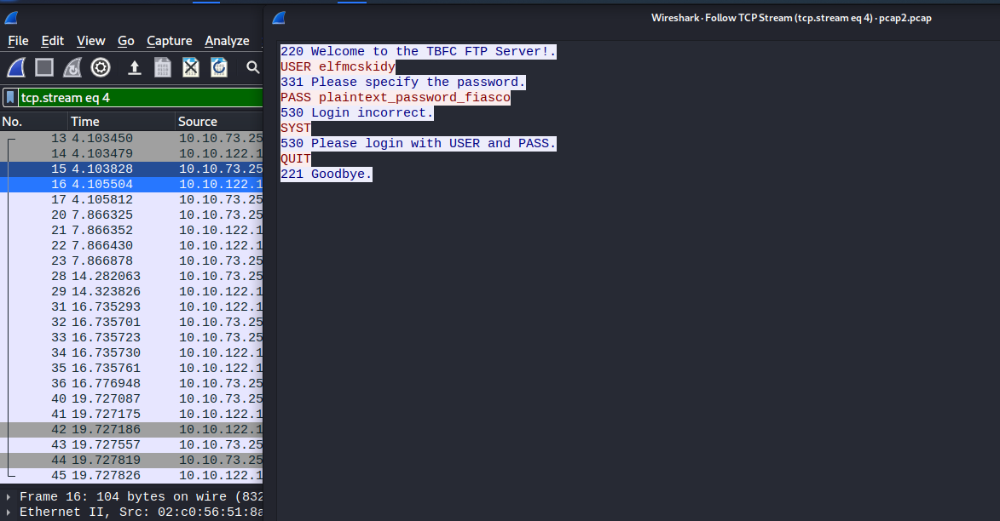 Wireshark · Follow TCP Stream (tcp.stream eq 4) · pcap2.pcap
File Edit View Go Capture Analyze
tcp.stream eq 4
No. Time Source
13 4.103450 10.10.73.25
14 4.103479 10.10.122.1
15 4.103828 10.10.73.25
16 4.105504 10.10.122.1
17 4.105812 10.10.73.25
20 7.866325 10.10.73.25
21 7.866352 10.10.122.1
22 7.866430 10.10.122.1
23 7.866878 10.10.73.25
28 14.282063 10.10.73.25
29 14.323826 10.10.122.1
31 16.735293 10.10.122.1
32 16.735701 10.10.73.25
33 16.735723 10.10.73.25
34 16.735730 10.10.122.1
35 16.735761 10.10.122.1
36 16.776948 10.10.73.25
40 19.727087 10.10.73.25
41 19.727175 10.10.122.1
42 19.727186 10.10.122.1
43 19.727557 10.10.73.25
44 19.727819 10.10.73.25
45 19.727826 10.10.122.1
Frame 16: 104 bytes on wire (832
Ethernet II, Src: 02:c0:56:51:8a
220 Welcome to the TBFC FTP Server!.
USER elfmcskidy
331 Please specify the password.
PASS plaintext_password_fiasco
530 Login incorrect.
SYST
530 Please login with USER and PASS.
QUIT
221 Goodbye.